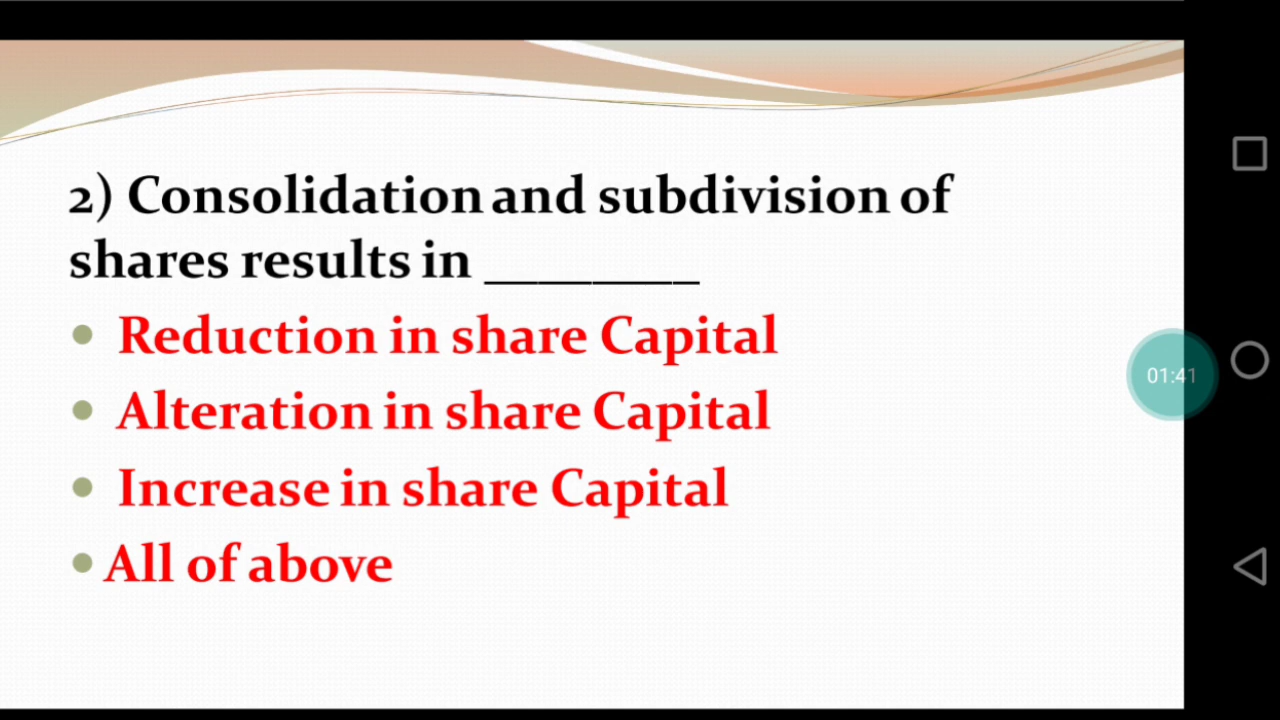 2) Consolidation and subdivision of
shares results in ________
• Reduction in share Capital
• Alteration in share Capital
• Increase in share Capital
• All of above
01:41